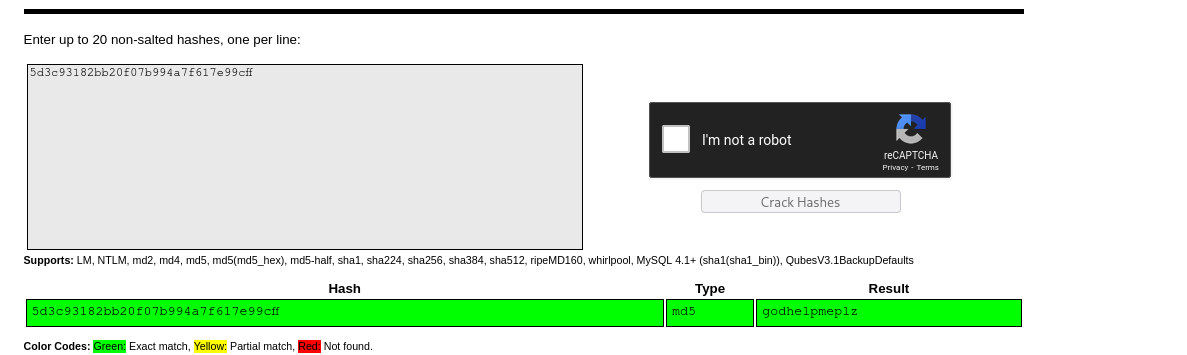 Enter up to 20 non-salted hashes, one per line:
5d3c93182bb20f07b994a7f617e99cff
I'm not a robot
reCAPTCHA
Privacy - Terms
Crack Hashes
Supports: LM, NTLM, md2, md4, md5, md5(md5_hex), md5-half, sha1, sha224, sha256, sha384, sha512, ripeMD160, whirlpool, MySQL 4.1+ (sha1(sha1_bin)), QubesV3.1BackupDefaults
Hash Type Result
5d3c93182bb20f07b994a7f617e99cff md5 godhelpmeplz
Color Codes: Green: Exact match, Yellow: Partial match, Red: Not found.